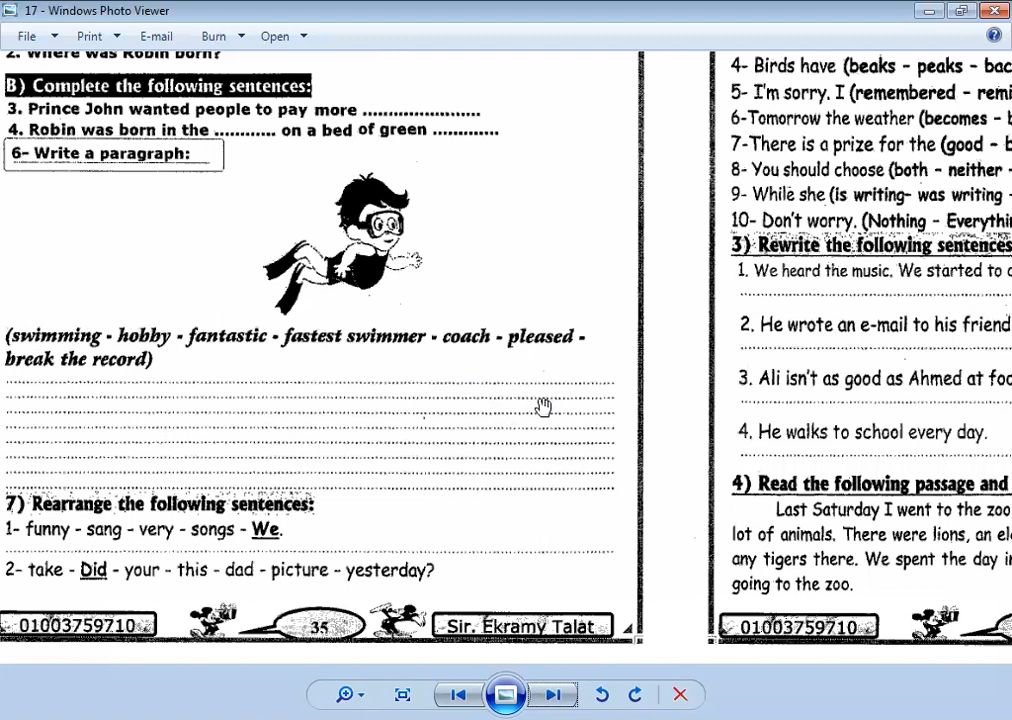 17 - Windows Photo Viewer
File Print E-mail Burn Open
2. Where was Robin born?
B) Complete the following sentences:
3. Prince John wanted people to pay more .......................
4. Robin was born in the ............ on a bed of green .............
6- Write a paragraph:
(swimming - hobby - fantastic - fastest swimmer - coach - pleased -
break the record)
7) Rearrange the following sentences:
1- funny - sang - very - songs - We.
2- take - Did - your - this - dad - picture - yesterday?
01003759710
35
Sir. Ekramy Talat
4- Birds have (beaks - peaks - bac
5- I'm sorry. I (remembered - remi
6-Tomorrow the weather (becomes - b
7-There is a prize for the (good - b
8- You should choose (both - neither -
9- While she (is writing- was writing -
10- Don't worry. (Nothing - Everythin
3) Rewrite the following sentences
1. We heard the music. We started to
2. He wrote an e-mail to his friend
3. Ali isn't as good as Ahmed at foo
4. He walks to school every day.
4) Read the following passage and
Last Saturday I went to the zoo
lot of animals. There were lions, an el
any tigers there. We spent the day in
going to the zoo.
01003759710